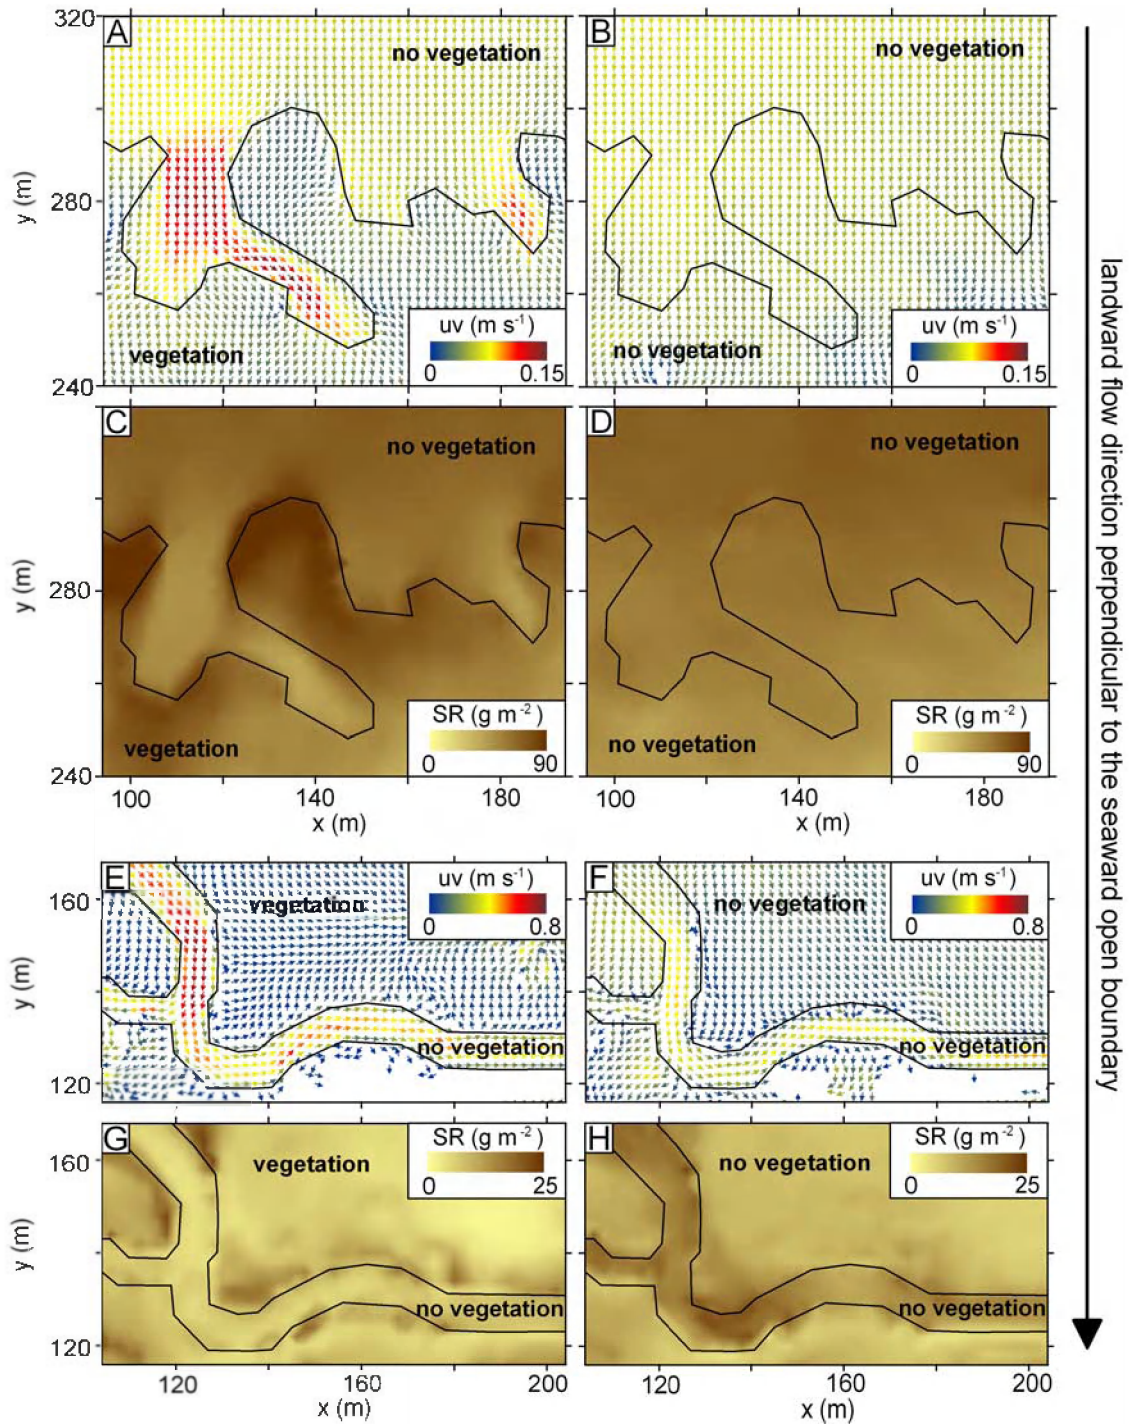 320
A
no vegetation
B
no vegetation
y (m)
280
uv (m s-1)
0 0.15
uv (m s-1)
0 0.15
vegetation
no vegetation
240
C
no vegetation
D
no vegetation
y (m)
280
SR (g m-2)
0 90
SR (g m-2)
0 90
vegetation
no vegetation
240
100 140 180
100 140 180
x (m)
x (m)
E
vegetation
uv (m s-1)
0 0.8
F
no vegetation
uv (m s-1)
0 0.8
160
y (m)
no vegetation
no vegetation
120
G
vegetation
SR (g m-2)
0 25
H
no vegetation
SR (g m-2)
0 25
160
y (m)
no vegetation
no vegetation
120
120 160 200
120 160 200
x (m)
x (m)
landward flow direction perpendicular to the seaward open boundary